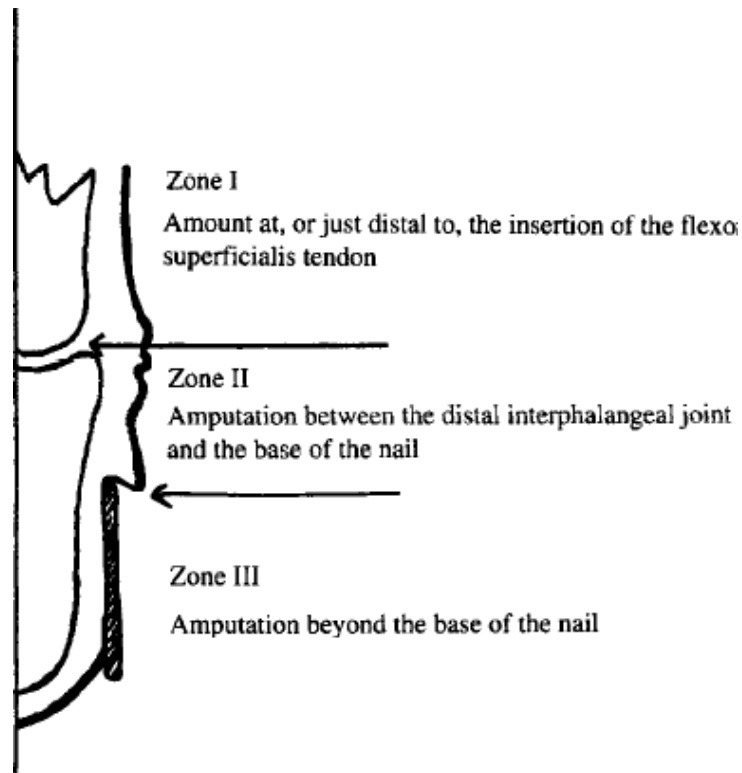 Zone I
Amount at, or just distal to, the insertion of the flexo
superficialis tendon
Zone II
Amputation between the distal interphalangeal joint
and the base of the nail
Zone III
Amputation beyond the base of the nail